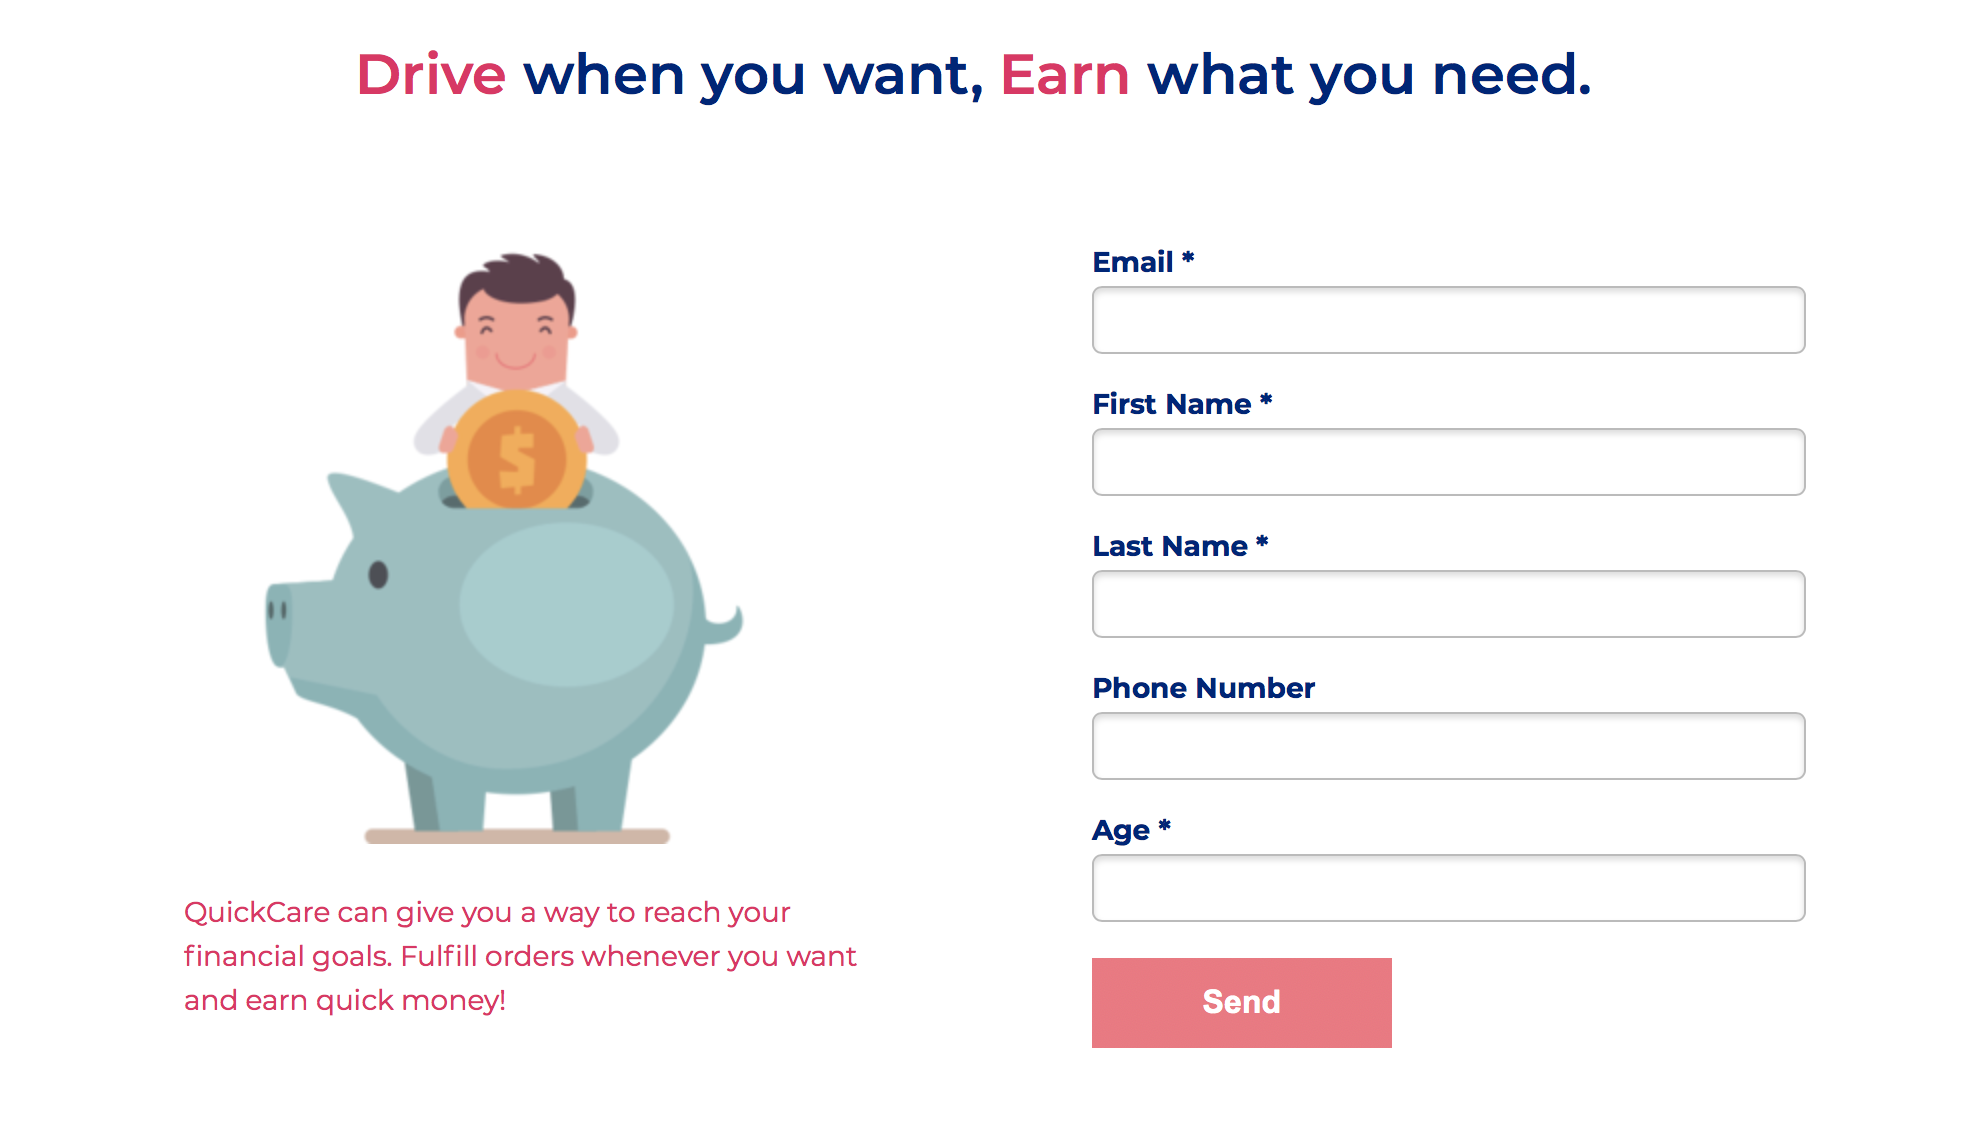 Drive when you want, Earn what you need.
$
QuickCare can give you a way to reach your
financial goals. Fulfill orders whenever you want
and earn quick money!
Email *
First Name *
Last Name *
Phone Number
Age *
Send